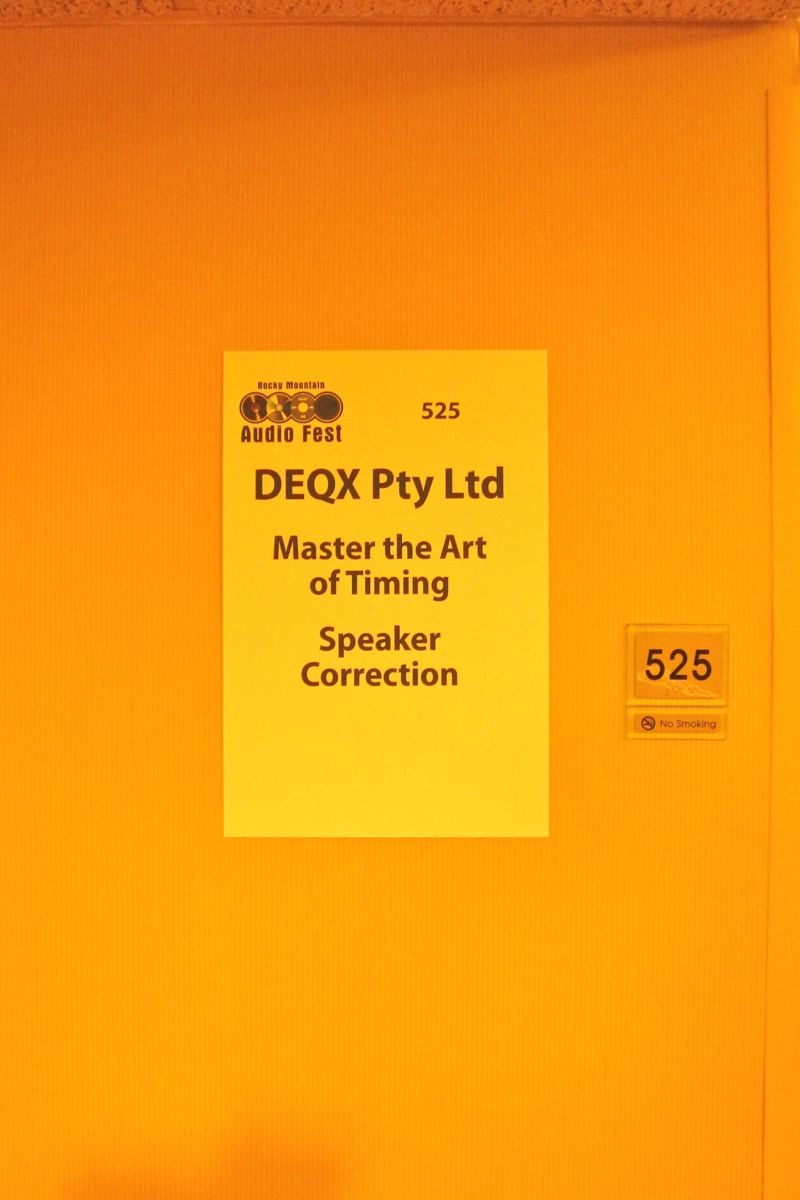 Rocky Mountain
Audio Fest
525
DEQX Pty Ltd
Master the Art
of Timing
Speaker
Correction
525
No Smoking